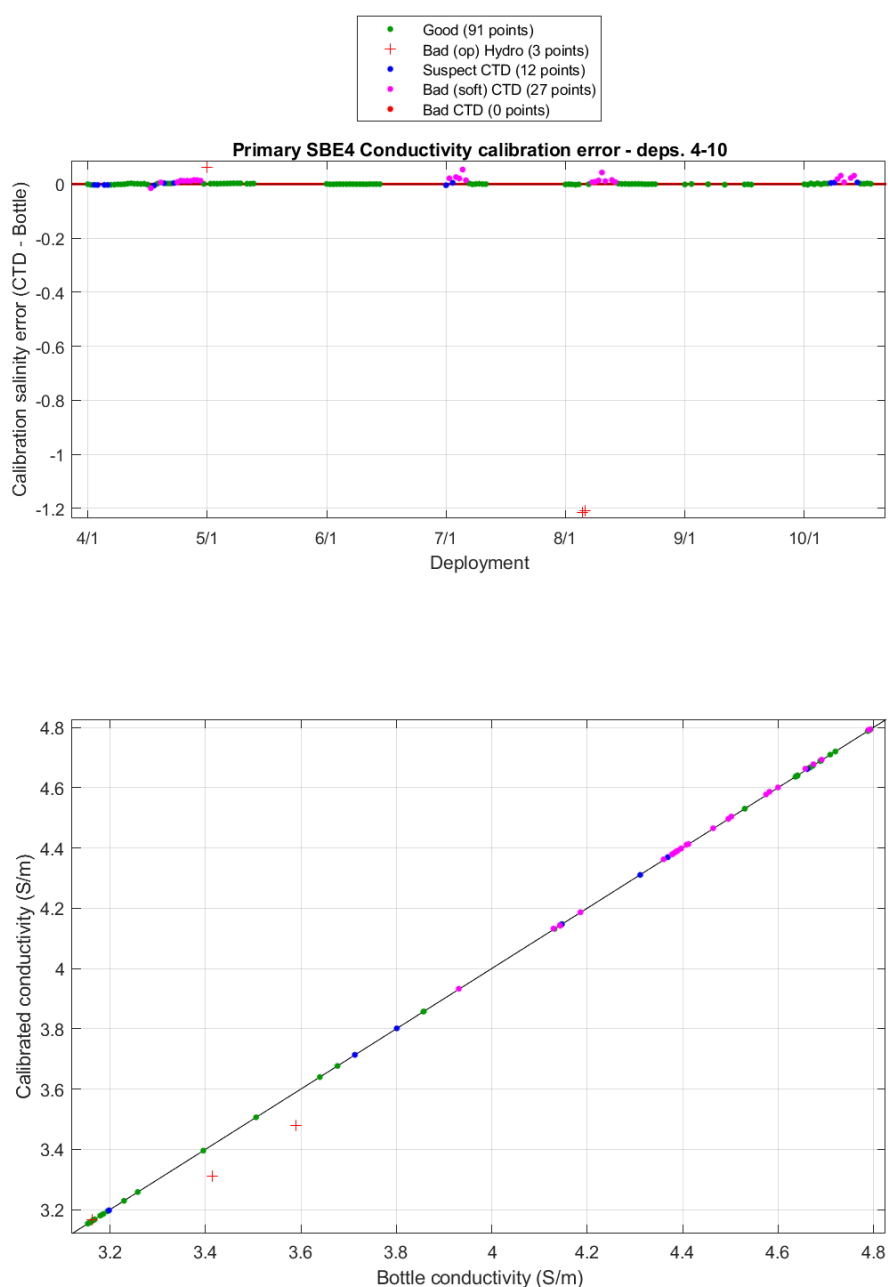 Good (91 points)
Bad (op) Hydro (3 points)
Suspect CTD (12 points)
Bad (soft) CTD (27 points)
Bad CTD (0 points)
Primary SBE4 Conductivity calibration error - deps. 4-10
Calibration salinity error (CTD - Bottle)
0
-0.2
-0.4
-0.6
-0.8
-1
-1.2
4/1 5/1 6/1 7/1 8/1 9/1 10/1
Deployment
Calibrated conductivity (S/m)
4.8
4.6
4.4
4.2
4
3.8
3.6
3.4
3.2
3.2 3.4 3.6 3.8 4 4.2 4.4 4.6 4.8
Bottle conductivity (S/m)